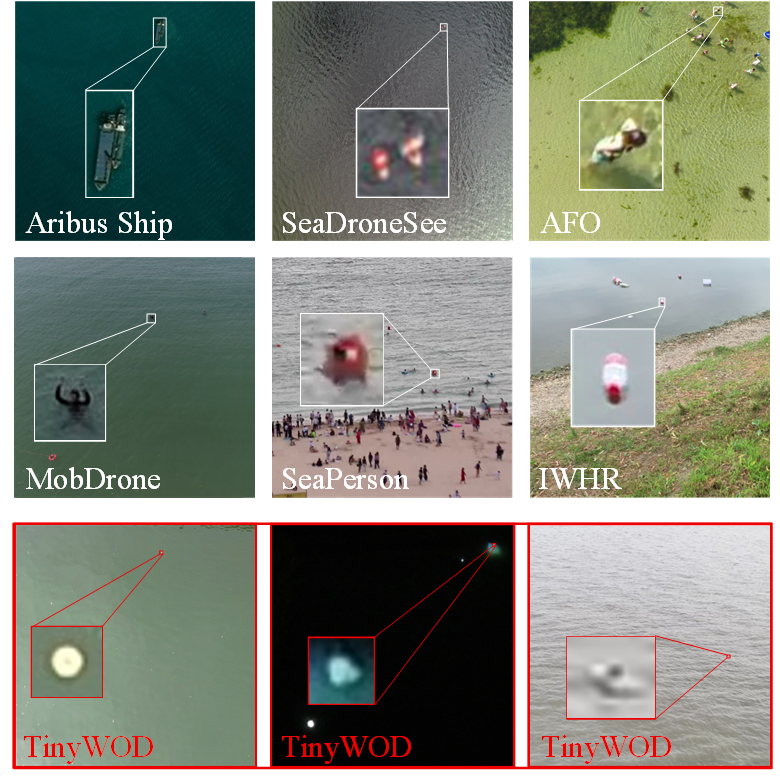 Aribus Ship
SeaDroneSee
AFO
MobDrone
SeaPerson
IWHR
TinyWOD
TinyWOD
TinyWOD